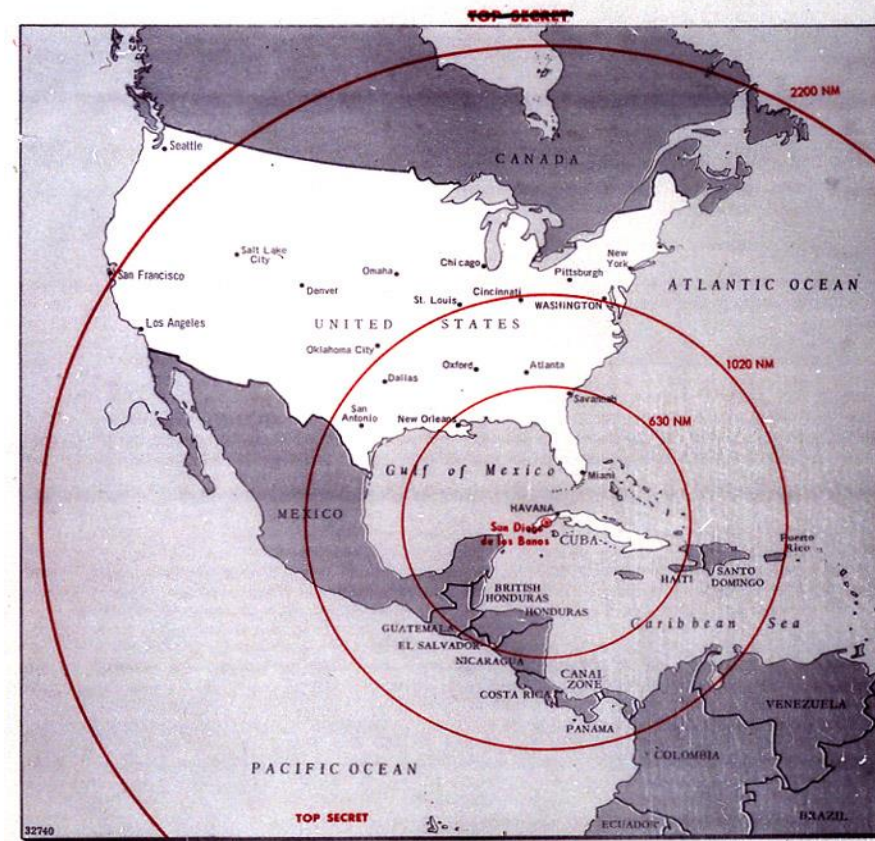 TOP SECRET
2200 NM
CANADA
Seattle
Salt Lake
City
Chicago
New
York
Omaha
Pittsburgh
San Francisco
Denver
Cincinnati
ATLANTIC OCEAN
St. Louis
WASHINGTON
Los Angeles
UNITED STATES
Oklahoma City
1020 NM
Oxford
Atlanta
Dallas
Savannah
San
Antonio
New Orleans
630 NM
Gulf of Mexico
Miami
MEXICO
HAVANA
San Diego
de los Banos
CUBA
Puerto
Rico
HAITI
SANTO
DOMINGO
BRITISH
HONDURAS
HONDURAS
GUATEMALA
Caribbean Sea
EL SALVADOR
NICARAGUA
CANAL
ZONE
COSTA RICA
VENEZUELA
PANAMA
COLOMBIA
PACIFIC OCEAN
TOP SECRET
BRAZIL
ECUADOR
32740